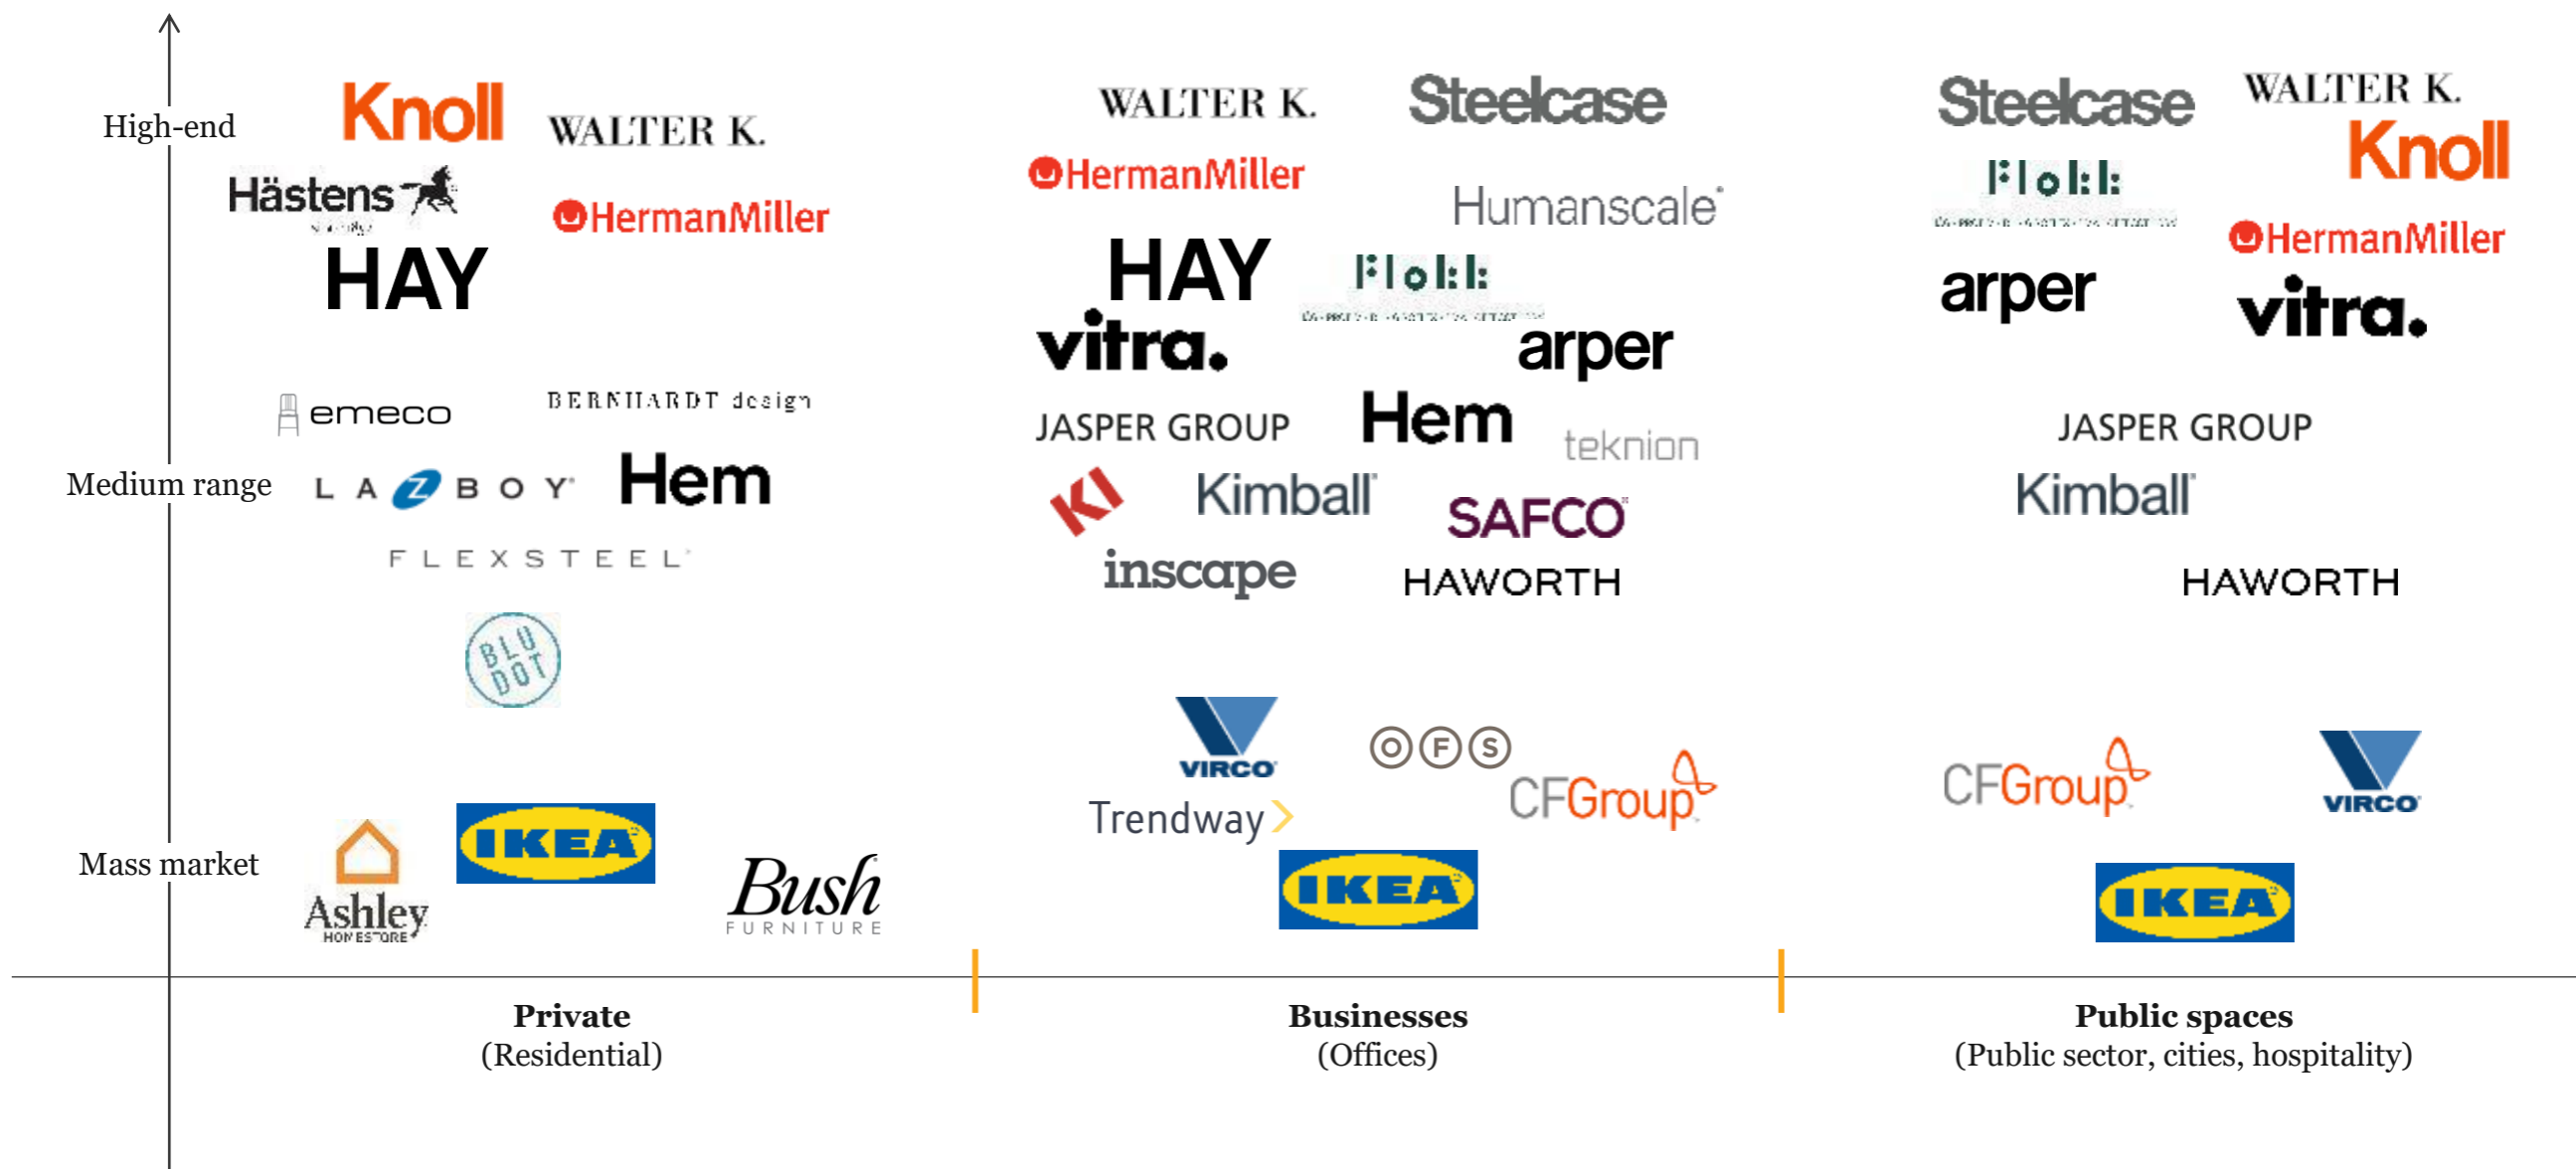 High-end
Knoll
WALTER K.
Hästens
HermanMiller
HAY
Medium range
emeco
BERNHARDT design
LA Z BOY
Hem
FLEXSTEEL
BLU
DOT
Mass market
Ashley
HOMESTORE
IKEA
Bush
FURNITURE
WALTER K.
Steelcase
HermanMiller
Humanscale
HAY
Flokk
vitra.
arper
JASPER GROUP
Hem
teknion
KI
Kimball
SAFCO
inscape
HAWORTH
VIRCO
OFS
CFGroup
Trendway
IKEA
Steelcase
WALTER K.
Knoll
Flokk
HermanMiller
arper
vitra.
JASPER GROUP
Kimball
HAWORTH
CFGroup
VIRCO
IKEA
Private
(Residential)
Businesses
(Offices)
Public spaces
(Public sector, cities, hospitality)